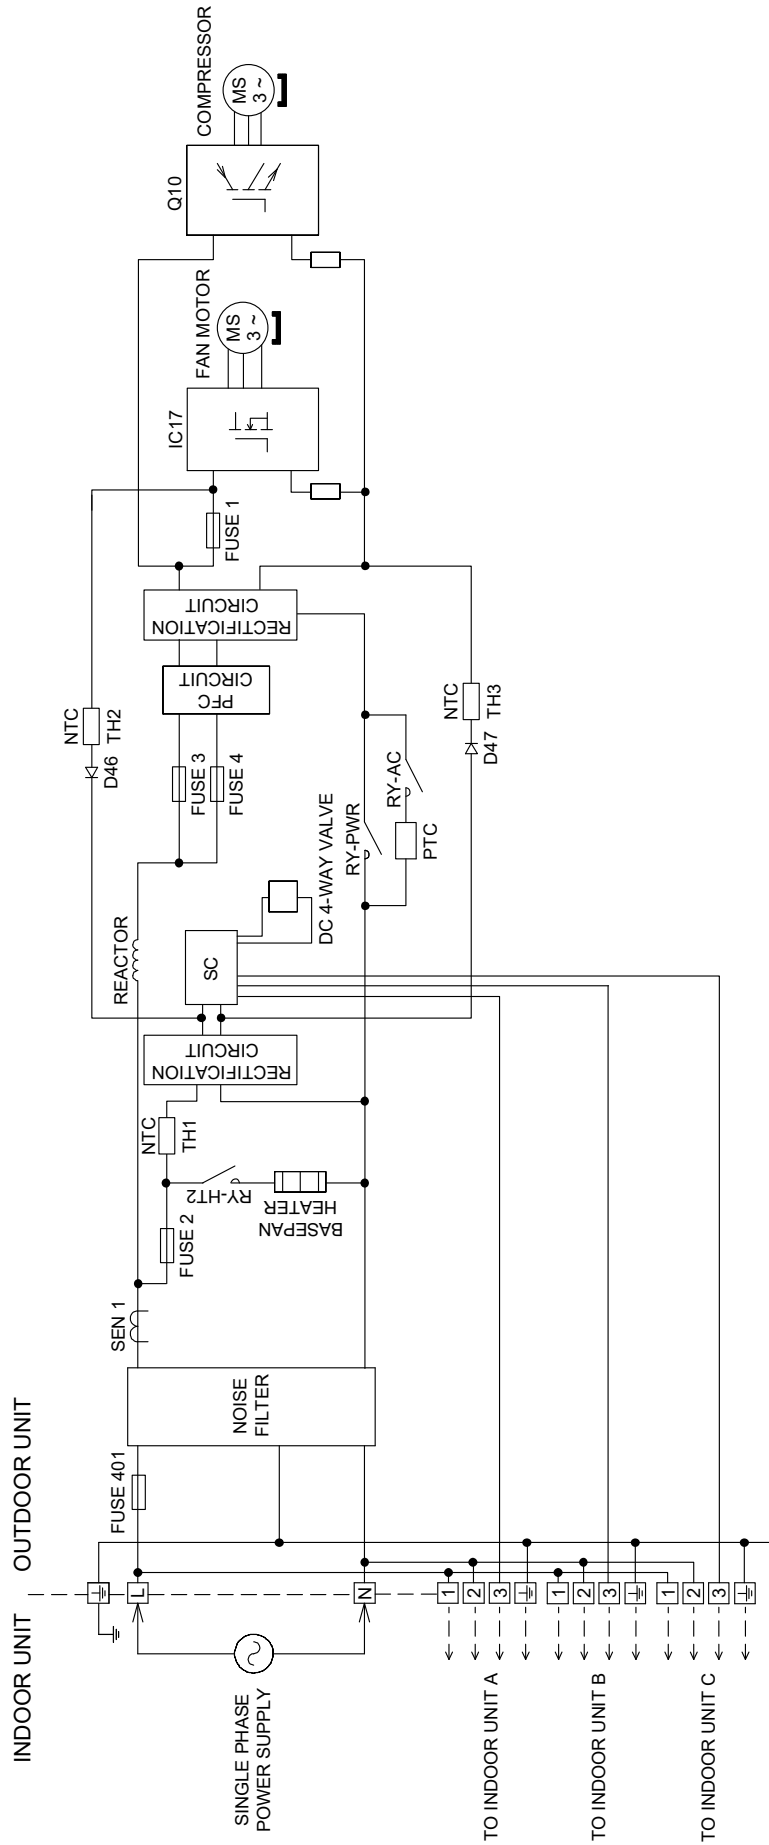 INDOOR UNIT
OUTDOOR UNIT
SINGLE PHASE
POWER SUPPLY
L
N
FUSE 401
NOISE
FILTER
SEN 1
FUSE 2
NTC
TH1
RY-HT2
BASEPAN
HEATER
RECTIFICATION
CIRCUIT
REACTOR
SC
DC 4-WAY VALVE
D46
NTC
TH2
FUSE 3
FUSE 4
PFC
CIRCUIT
RECTIFICATION
CIRCUIT
RY-PWR
RY-AC
PTC
D47
NTC
TH3
FUSE 1
IC17
FAN MOTOR
MS
3 ~
Q10
COMPRESSOR
MS
3 ~
1
2
3
TO INDOOR UNIT A
1
2
3
TO INDOOR UNIT B
1
2
3
TO INDOOR UNIT C